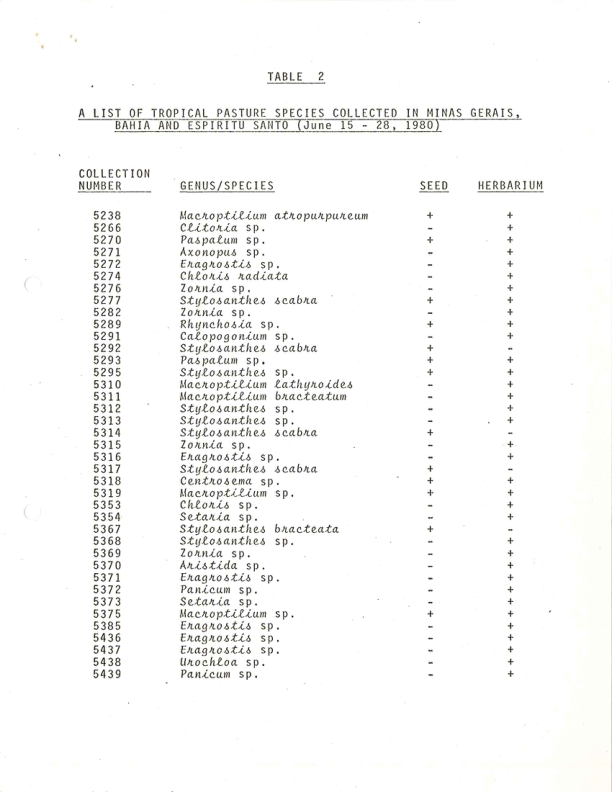 TABLE 2
A LIST OF TROPICAL PASTURE SPECIES COLLECTED IN MINAS GERAIS,
BAHIA AND ESPIRITU SANTO (June 15 - 28, 1980)
COLLECTION
NUMBER GENUS/SPECIES SEED HERBARIUM
5238 Macroptilium atropurpureum + +
5266 Clitoria sp. - +
5270 Paspalum sp. + +
5271 Axonopus sp. - +
5272 Eragrostis sp. - +
5274 Chloris radiata - +
5276 Zornia sp. - +
5277 Stylosanthes scabra + +
5282 Zornia sp. - +
5289 Rhynchosia sp. + +
5291 Calopogonium sp. - +
5292 Stylosanthes scabra + -
5293 Paspalum sp. + +
5295 Stylosanthes sp. + +
5310 Macroptilium lathyroides - +
5311 Macroptilium bracteatum - +
5312 Stylosanthes sp. - +
5313 Stylosanthes sp. - +
5314 Stylosanthes scabra + -
5315 Zornia sp. - +
5316 Eragrostis sp. - +
5317 Stylosanthes scabra + -
5318 Centrosema sp. + +
5319 Macroptilium sp. + +
5353 Chloris sp. - +
5354 Setaria sp. - +
5367 Stylosanthes bracteata + -
5368 Stylosanthes sp. - +
5369 Zornia sp. - +
5370 Aristida sp. - +
5371 Eragrostis sp. - +
5372 Panicum sp. - +
5373 Setaria sp. - +
5375 Macroptilium sp. + +
5385 Eragrostis sp. - +
5436 Eragrostis sp. - +
5437 Eragrostis sp. - +
5438 Urochloa sp. - +
5439 Panicum sp. - +